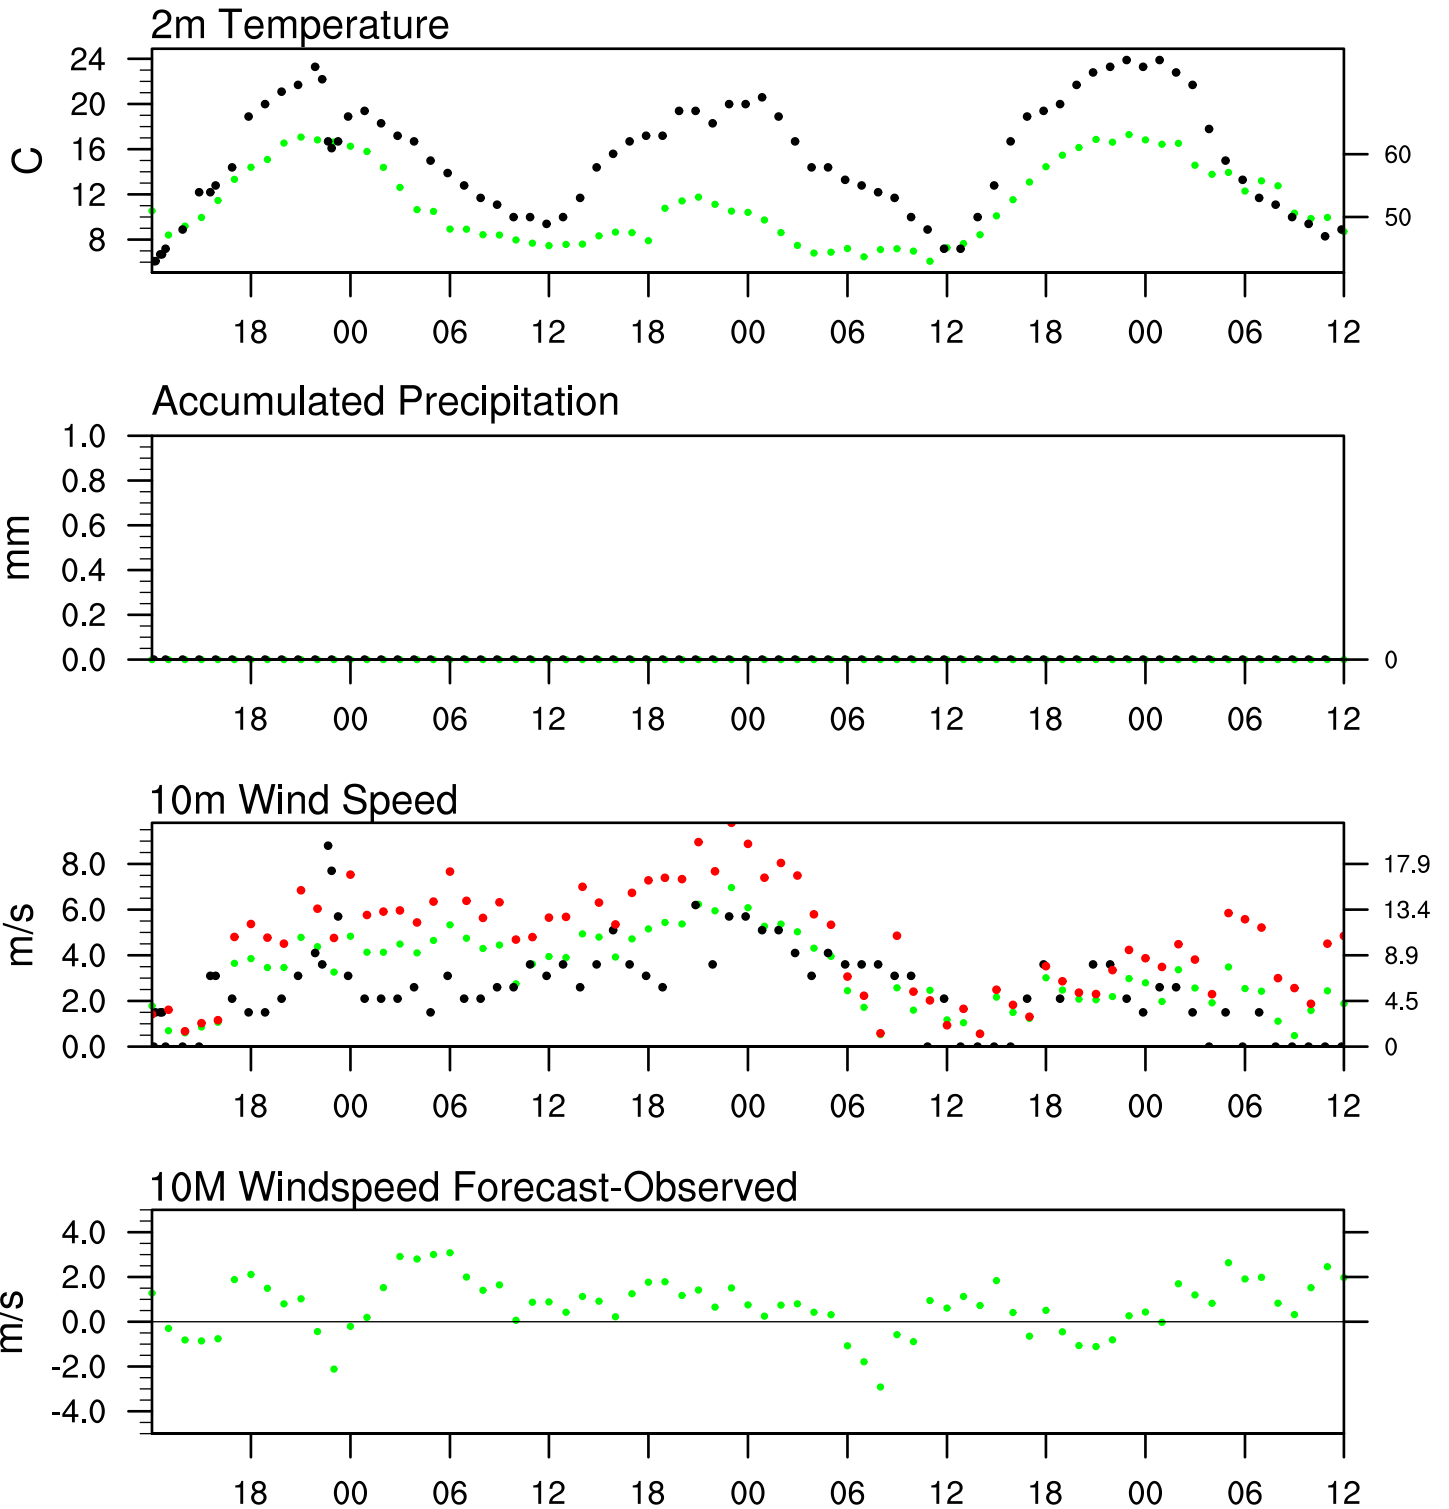 2m Temperature
24
20
16
12
8
C
60
50
18 00 06 12 18 00 06 12 18 00 06 12
Accumulated Precipitation
1.0
0.8
0.6
0.4
0.2
0.0
mm
0
18 00 06 12 18 00 06 12 18 00 06 12
10m Wind Speed
8.0
6.0
4.0
2.0
0.0
m/s
17.9
13.4
8.9
4.5
0
18 00 06 12 18 00 06 12 18 00 06 12
10M Windspeed Forecast-Observed
4.0
2.0
0.0
-2.0
-4.0
m/s
18 00 06 12 18 00 06 12 18 00 06 12